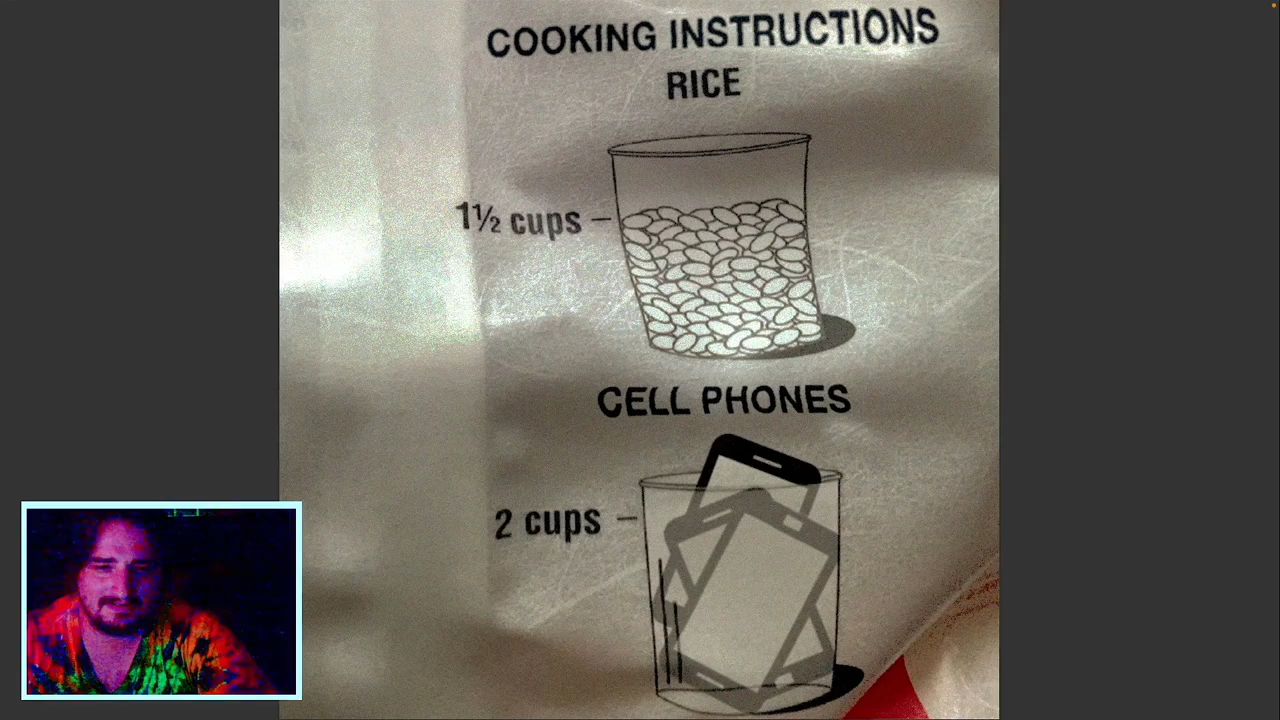 COOKING INSTRUCTIONS
RICE
1½ cups
CELL PHONES
2 cups